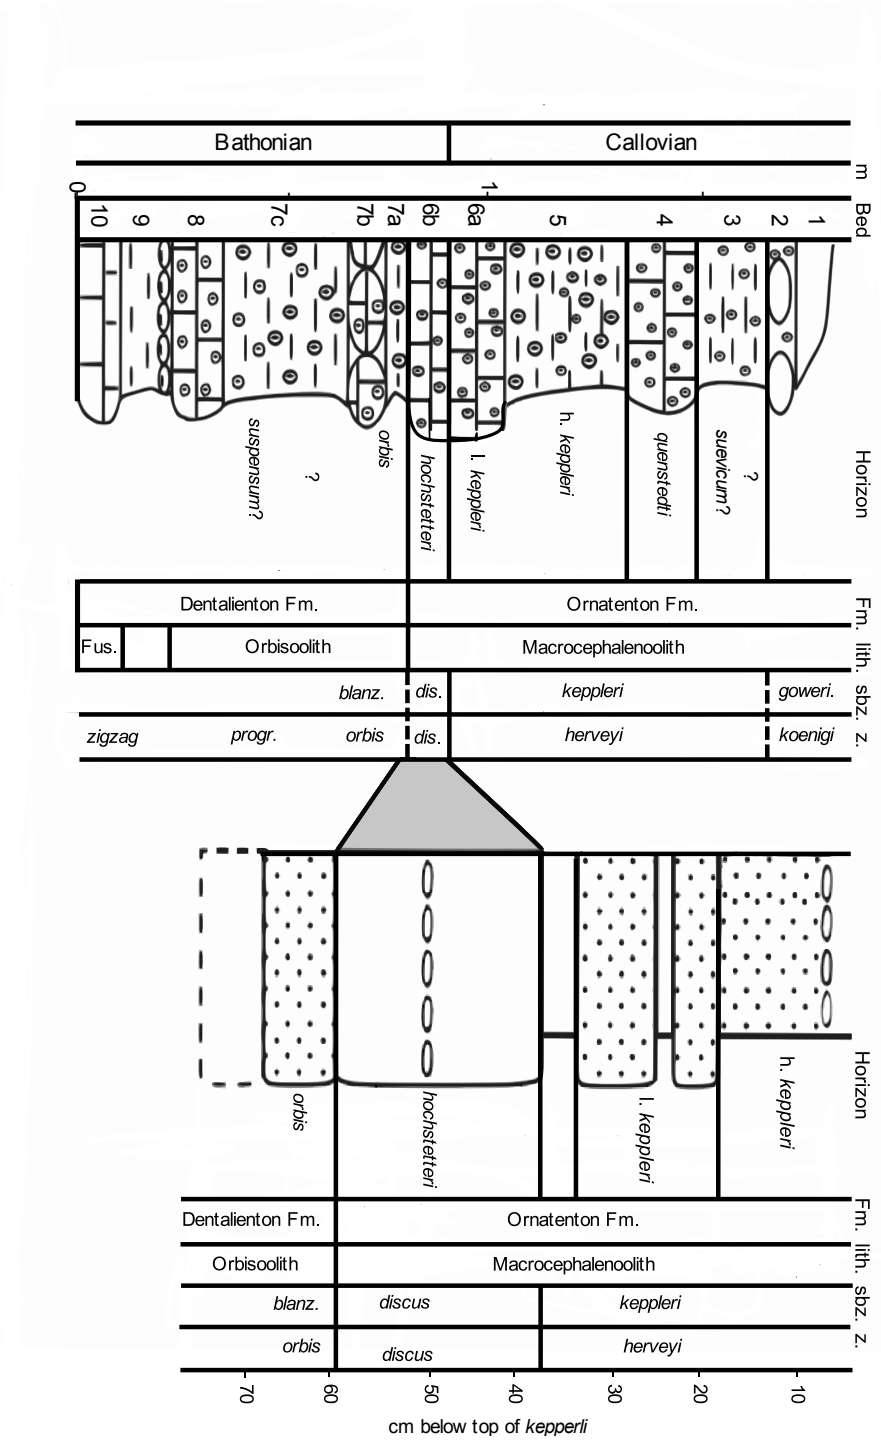 Bathonian Callovian
m
0 1
10 9 8 7c 7b 7a 6b 6a 5 4 3 2 1 Bed
suspensum? ? orbis hochstetteri l. keppleri h. keppleri quenstedti suevicum? ? Horizon
Dentalienton Fm. Ornatenton Fm. Fm.
Fus. Orbisoolith Macrocephalenoolith lith.
blanz. dis. keppleri goweri. sbz.
zigzag progr. orbis dis. herveyi koenigi z.
orbis hochstetteri l. keppleri h. keppleri Horizon
Dentalienton Fm. Ornatenton Fm. Fm.
Orbisoolith Macrocephalenoolith lith.
blanz. discus keppleri sbz.
orbis discus herveyi z.
70 60 50 40 30 20 10
cm below top of kepperli